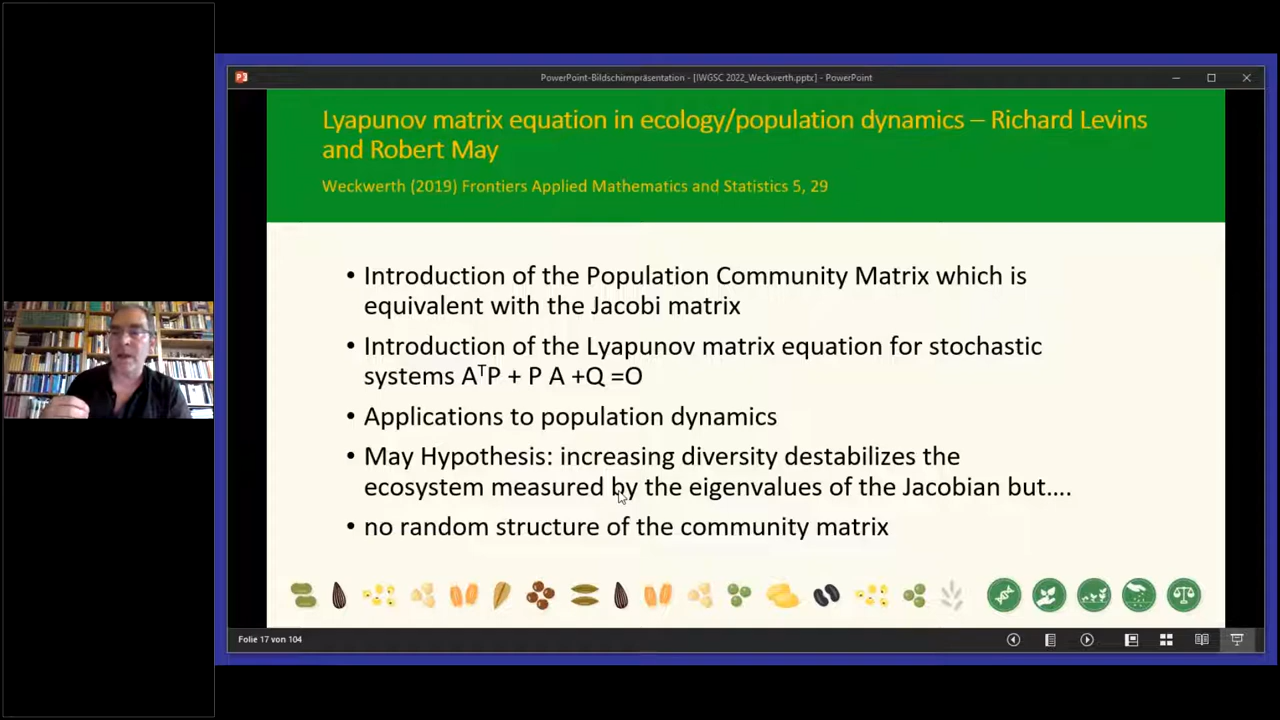 PowerPoint-Bildschirmpräsentation - [IWGSC 2022_Weckwerth.pptx] - PowerPoint
Lyapunov matrix equation in ecology/population dynamics – Richard Levins
and Robert May
Weckwerth (2019) Frontiers Applied Mathematics and Statistics 5, 29
• Introduction of the Population Community Matrix which is
equivalent with the Jacobi matrix
• Introduction of the Lyapunov matrix equation for stochastic
systems AᵀP + P A +Q =O
• Applications to population dynamics
• May Hypothesis: increasing diversity destabilizes the
ecosystem measured by the eigenvalues of the Jacobian but….
• no random structure of the community matrix
Folie 17 von 104